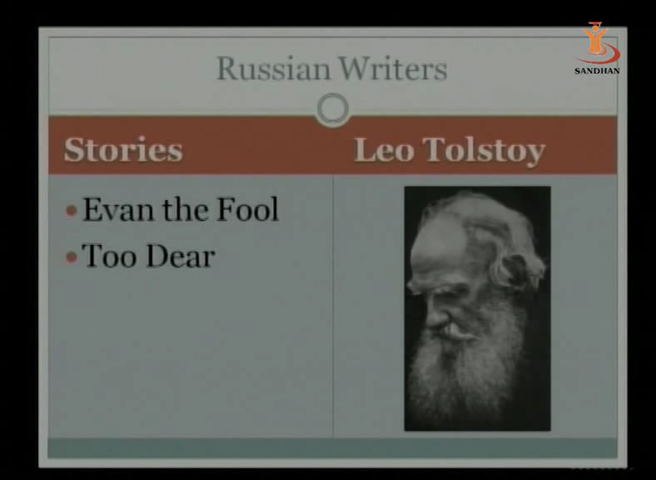 SANDHAN
Russian Writers
Stories
Leo Tolstoy
Evan the Fool
Too Dear